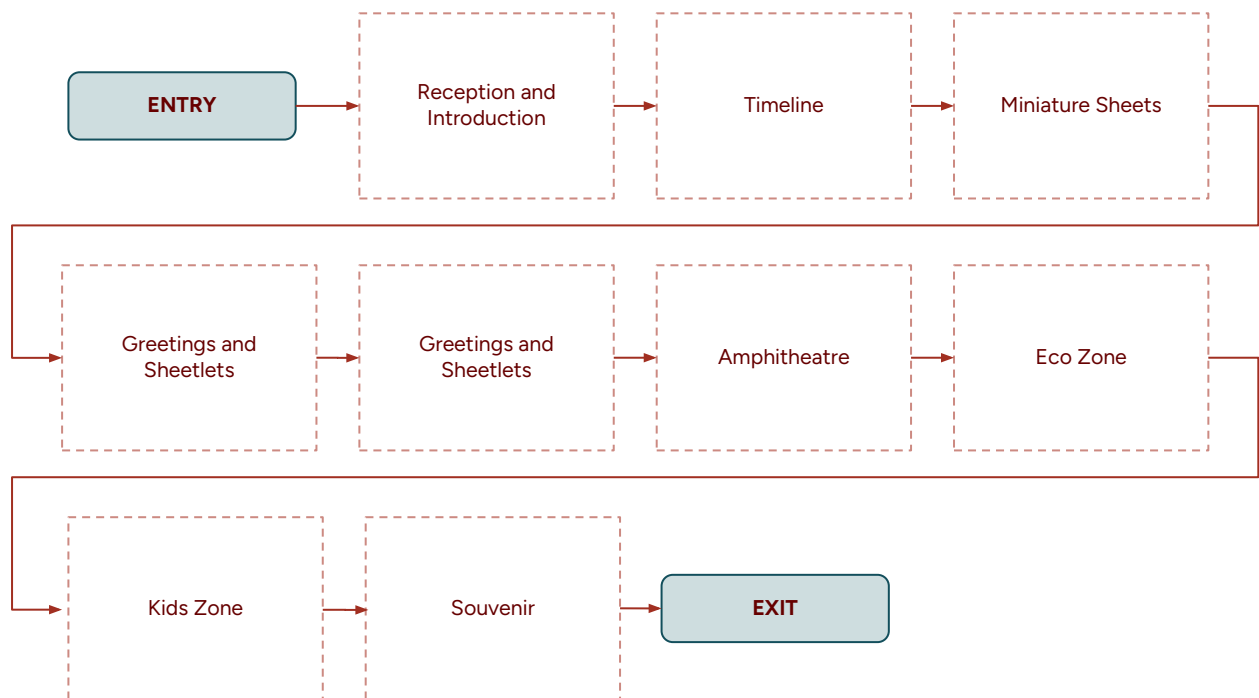 ENTRY
Reception and
Introduction
Timeline
Miniature Sheets
Greetings and
Sheetlets
Greetings and
Sheetlets
Amphitheatre
Eco Zone
Kids Zone
Souvenir
EXIT